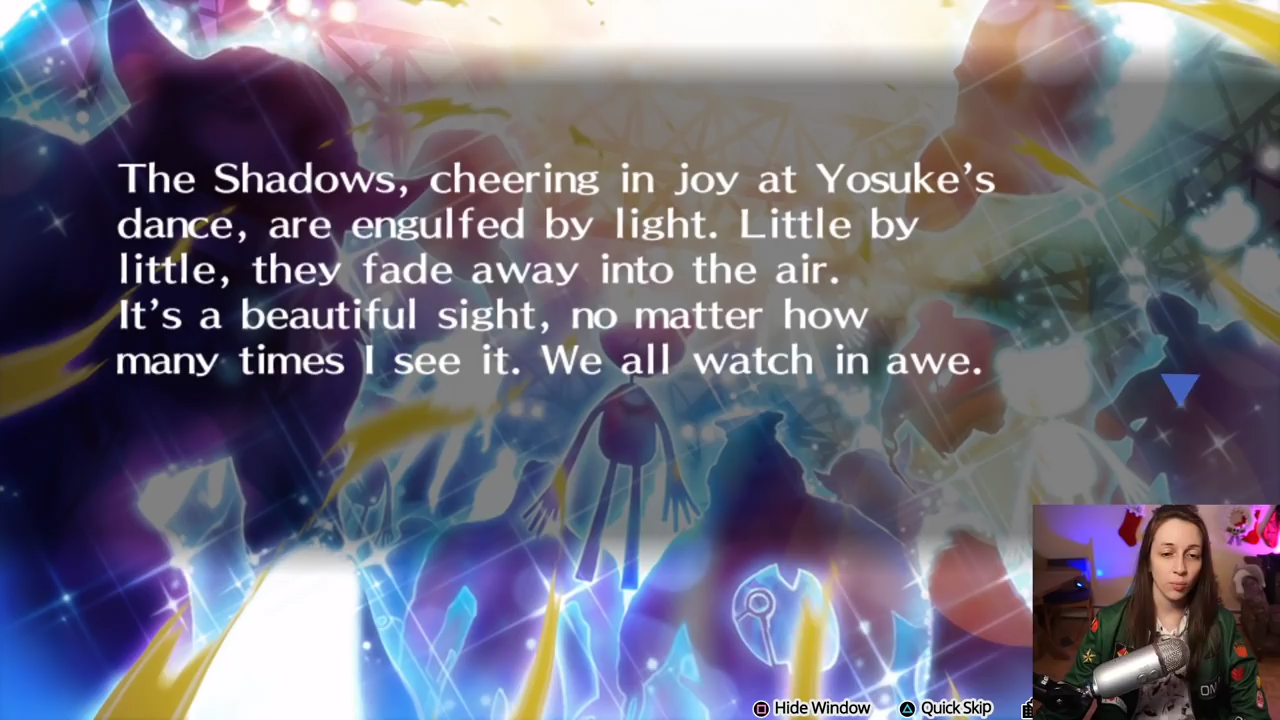 The Shadows, cheering in joy at Yosuke's
dance, are engulfed by light. Little by
little, they fade away into the air.
It's a beautiful sight, no matter how
many times I see it. We all watch in awe.
Hide Window Quick Skip